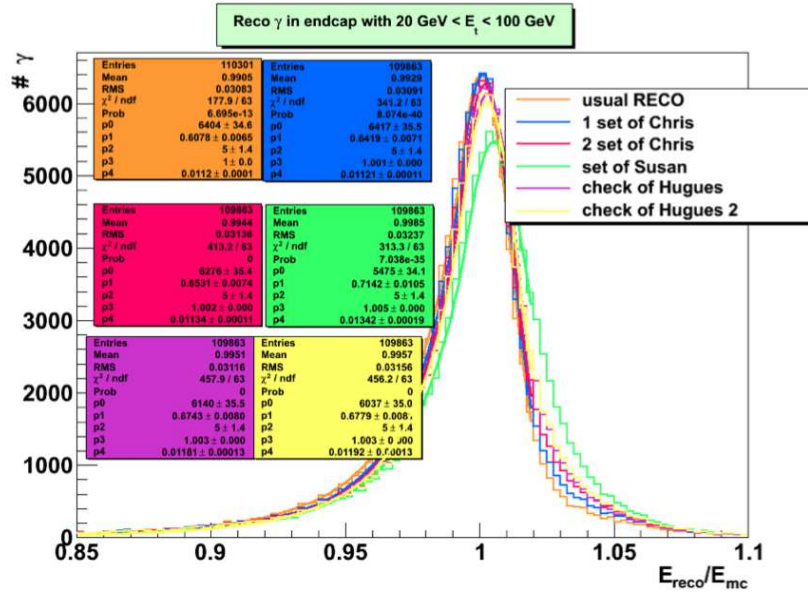 Reco γ in endcap with 20 GeV < E_t < 100 GeV
# γ
Entries 110301
Mean 0.9905
RMS 0.03083
χ² / ndf 177.9 / 63
Prob 6.695e-13
p0 6404 ± 34.6
p1 0.6078 ± 0.0065
p2 5 ± 1.4
p3 1 ± 0.0
p4 0.0112 ± 0.0001
Entries 109863
Mean 0.9929
RMS 0.03091
χ² / ndf 341.2 / 63
Prob 8.074e-40
p0 6417 ± 35.5
p1 0.6419 ± 0.0071
p2 5 ± 1.4
p3 1.001 ± 0.000
p4 0.01121 ± 0.00011
Entries 109863
Mean 0.9944
RMS 0.03136
χ² / ndf 413.2 / 63
Prob 0
p0 6276 ± 35.4
p1 0.6531 ± 0.0074
p2 5 ± 1.4
p3 1.002 ± 0.000
p4 0.01134 ± 0.00011
Entries 109863
Mean 0.9985
RMS 0.03237
χ² / ndf 313.3 / 63
Prob 7.038e-35
p0 5475 ± 34.1
p1 0.7142 ± 0.0105
p2 5 ± 1.4
p3 1.005 ± 0.000
p4 0.01342 ± 0.00019
Entries 109863
Mean 0.9951
RMS 0.03116
χ² / ndf 457.9 / 63
Prob 0
p0 6140 ± 35.5
p1 0.6743 ± 0.0080
p2 5 ± 1.4
p3 1.003 ± 0.000
p4 0.01181 ± 0.00013
Entries 109863
Mean 0.9957
RMS 0.03156
χ² / ndf 456.2 / 63
Prob 0
p0 6037 ± 35.0
p1 0.6779 ±
p2 5 ± 1.4
p3 1.003 ± 0.000
p4 0.01192 ± 0.00013
usual RECO
1 set of Chris
2 set of Chris
set of Susan
check of Hugues
check of Hugues 2
6000
5000
4000
3000
2000
1000
0
0.85 0.9 0.95 1 1.05 1.1
E_reco/E_mc